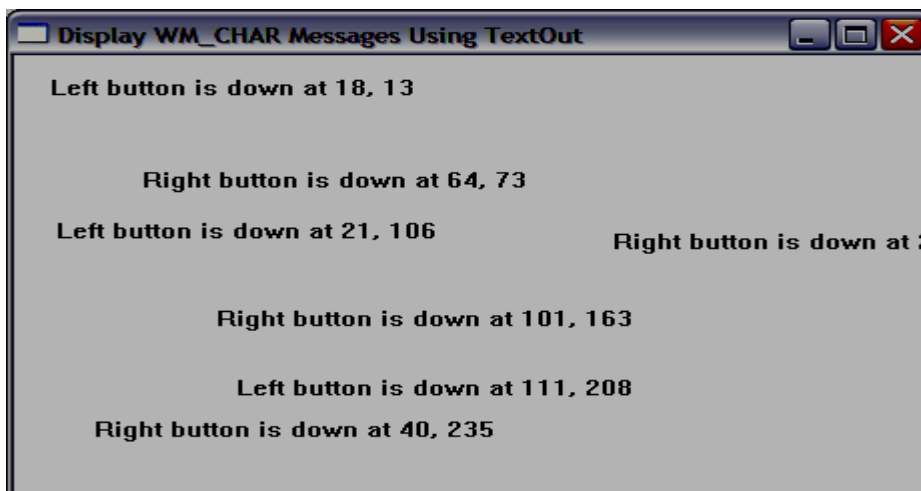 Display WM_CHAR Messages Using TextOut
Left button is down at 18, 13
Right button is down at 64, 73
Left button is down at 21, 106
Right button is down at
Right button is down at 101, 163
Left button is down at 111, 208
Right button is down at 40, 235